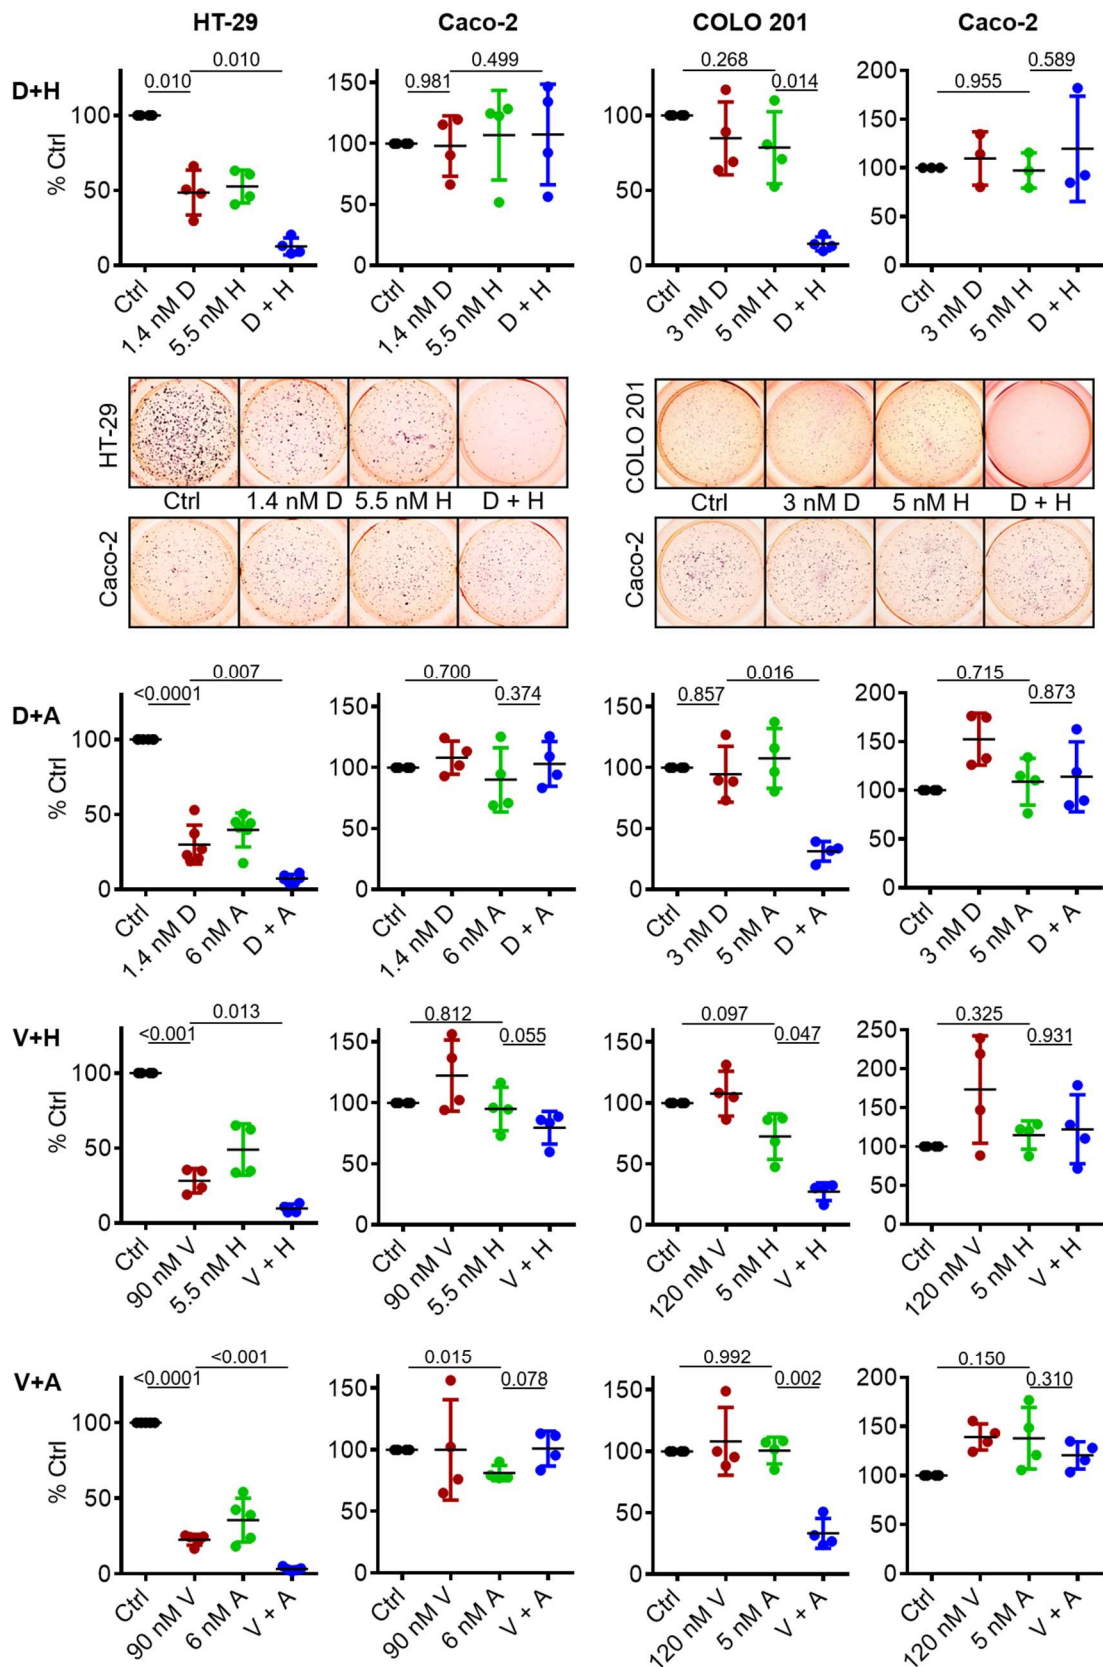 HT-29 Caco-2 COLO 201 Caco-2
D+H
% Ctrl
0.010
0.010
100
50
0
Ctrl
1.4 nM D
5.5 nM H
D + H
0.499
0.981
150
100
50
0
Ctrl
1.4 nM D
5.5 nM H
D + H
0.268
0.014
100
50
0
Ctrl
3 nM D
5 nM H
D + H
0.589
0.955
200
150
100
50
0
Ctrl
3 nM D
5 nM H
D + H
HT-29
Ctrl 1.4 nM D 5.5 nM H D + H
Caco-2
COLO 201
Ctrl 3 nM D 5 nM H D + H
Caco-2
D+A
% Ctrl
0.007
<0.0001
100
50
0
Ctrl
1.4 nM D
6 nM A
D + A
0.700
0.374
150
100
50
0
Ctrl
1.4 nM D
6 nM A
D + A
0.016
0.857
150
100
50
0
Ctrl
3 nM D
5 nM A
D + A
0.715
0.873
200
150
100
50
0
Ctrl
3 nM D
5 nM A
D + A
V+H
% Ctrl
0.013
<0.001
100
50
0
Ctrl
90 nM V
5.5 nM H
V + H
0.812
0.055
150
100
50
0
Ctrl
90 nM V
5.5 nM H
V + H
0.097
0.047
150
100
50
0
Ctrl
120 nM V
5 nM H
V + H
0.325
0.931
250
200
150
100
50
0
Ctrl
120 nM V
5 nM H
V + H
V+A
% Ctrl
<0.001
<0.0001
100
50
0
Ctrl
90 nM V
6 nM A
V + A
0.015
0.078
150
100
50
0
Ctrl
90 nM V
6 nM A
V + A
0.992
0.002
150
100
50
0
Ctrl
120 nM V
5 nM A
V + A
0.150
0.310
200
150
100
50
0
Ctrl
120 nM V
5 nM A
V + A